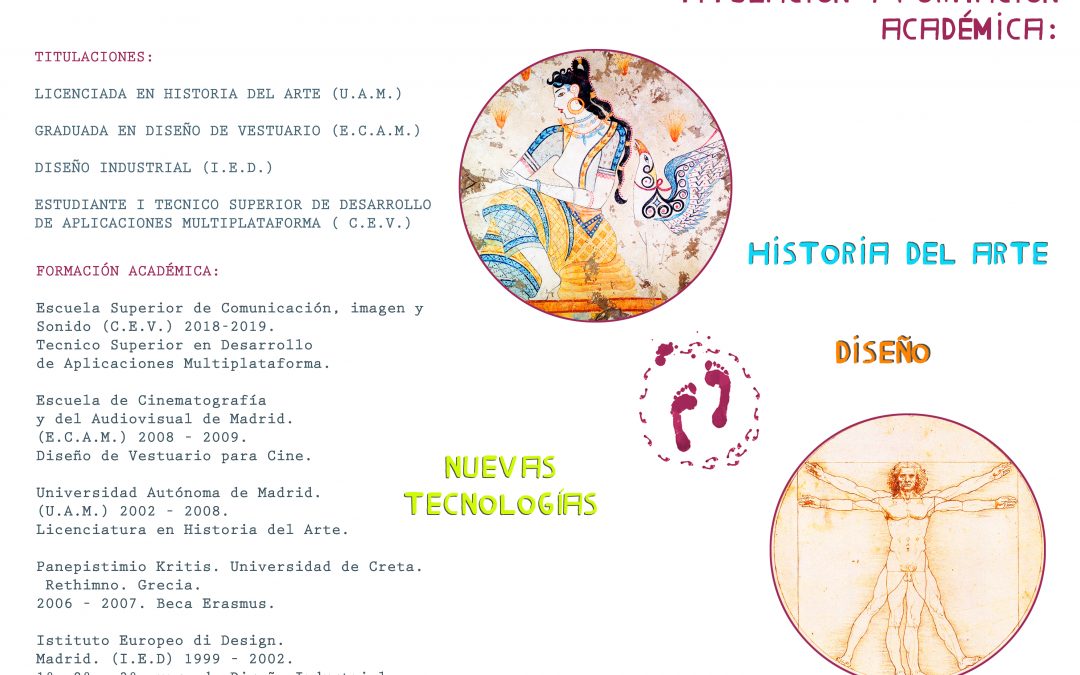 ACADÉMICA:
TITULACIONES:
LICENCIADA EN HISTORIA DEL ARTE (U.A.M.)
GRADUADA EN DISEÑO DE VESTUARIO (E.C.A.M.)
DISEÑO INDUSTRIAL (I.E.D.)
ESTUDIANTE I TECNICO SUPERIOR DE DESARROLLO
DE APLICACIONES MULTIPLATAFORMA ( C.E.V.)
FORMACIÓN ACADÉMICA:
Escuela Superior de Comunicación, imagen y
Sonido (C.E.V.) 2018-2019.
Tecnico Superior en Desarrollo
de Aplicaciones Multiplataforma.
Escuela de Cinematografía
y del Audiovisual de Madrid.
(E.C.A.M.) 2008 - 2009.
Diseño de Vestuario para Cine.
Universidad Autónoma de Madrid.
(U.A.M.) 2002 - 2008.
Licenciatura en Historia del Arte.
Panepistimio Kritis. Universidad de Creta.
Rethimno. Grecia.
2006 - 2007. Beca Erasmus.
Istituto Europeo di Design.
Madrid. (I.E.D) 1999 - 2002.
HISTORIA DEL ARTE
DISEÑO
NUEVAS
TECNOLOGÍAS